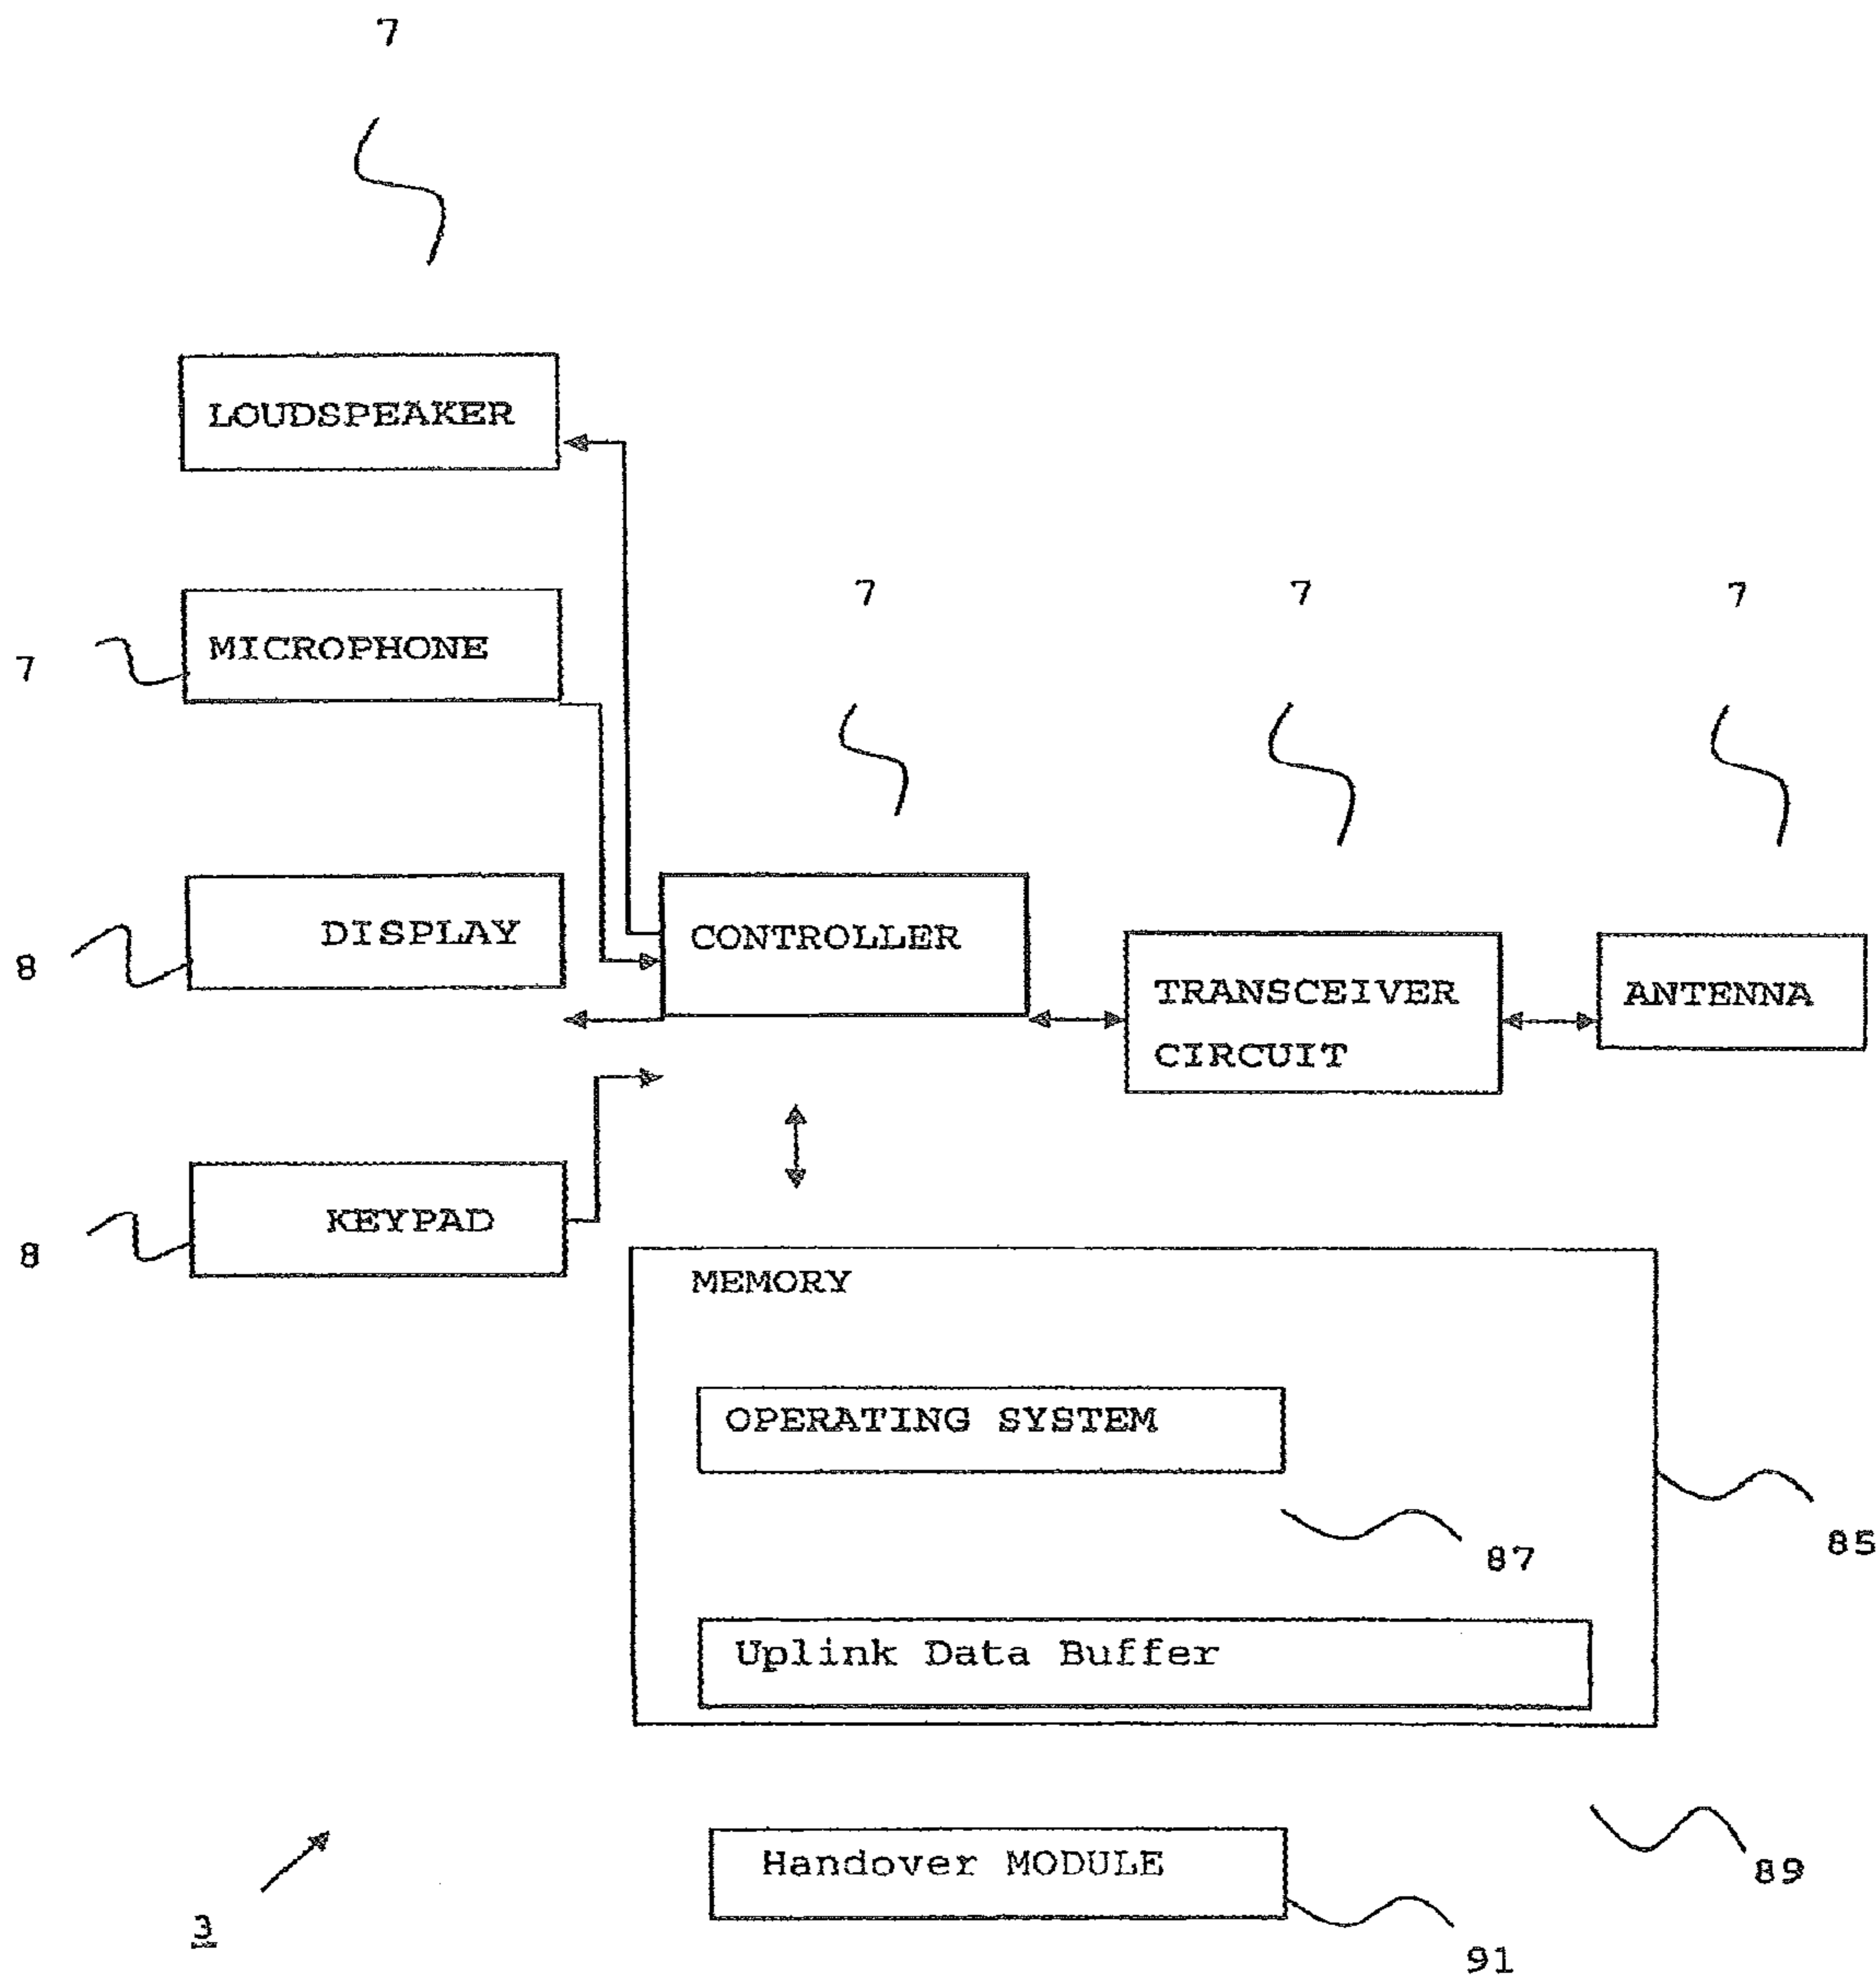 7
LOUDSPEAKER
7
7
7
7
MICROPHONE
8
DISPLAY
CONTROLLER
TRANSCEIVER
CIRCUIT
ANTENNA
8
KEYPAD
MEMORY
OPERATING SYSTEM
87
85
Uplink Data Buffer
89
Handover MODULE
91
3